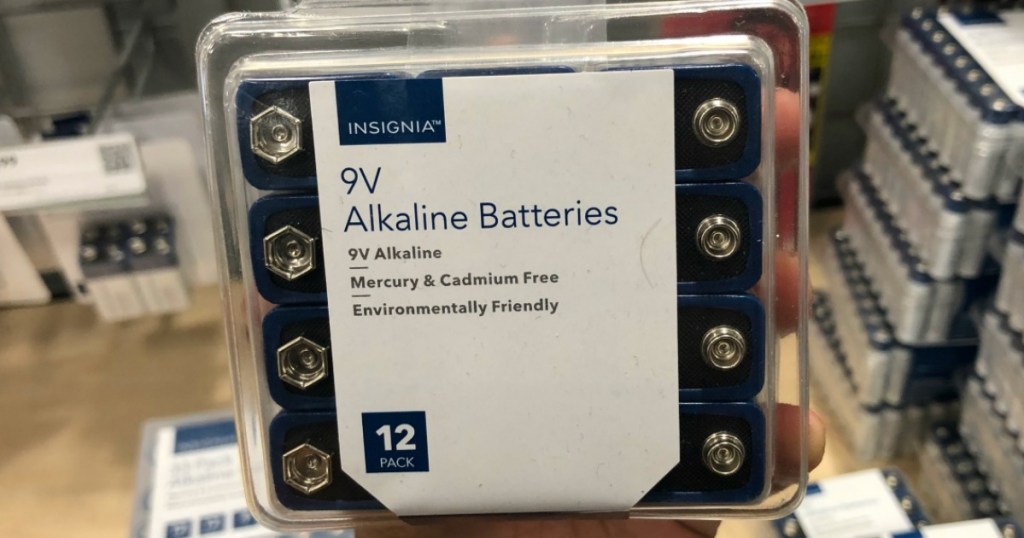 INSIGNIA™
9V
Alkaline Batteries
9V Alkaline
Mercury & Cadmium Free
Environmentally Friendly
12
PACK